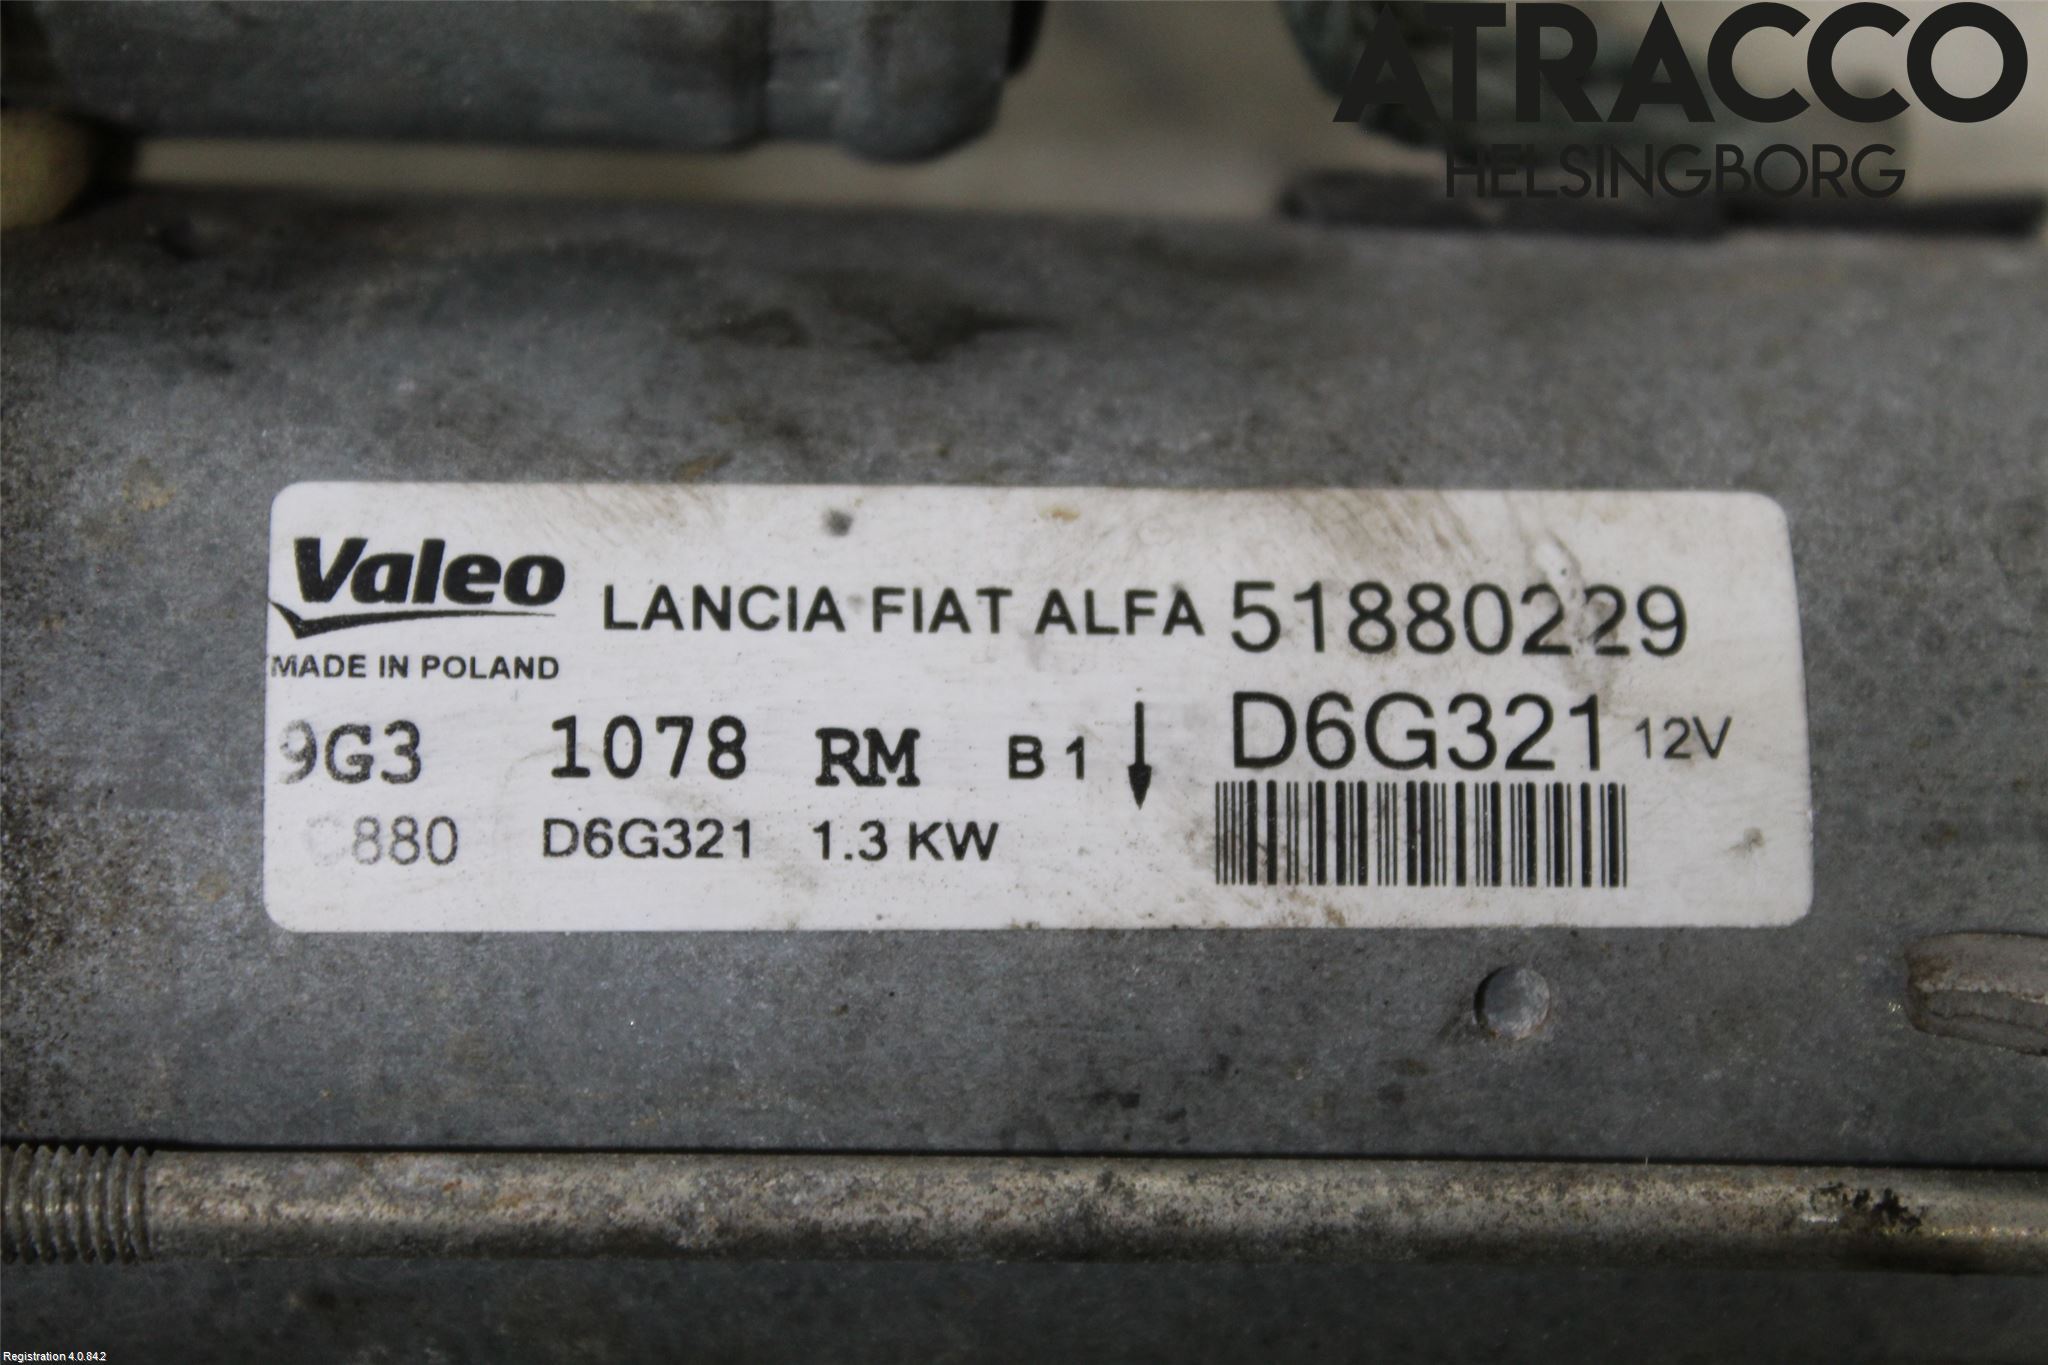 ATRACCO
HELSINGBORG
Valeo LANCIA FIAT ALFA 51880229
MADE IN POLAND
9G3 1078 RM B 1 D6G321 12V
880 D6G321 1.3 KW
Registration 4.0.84.2